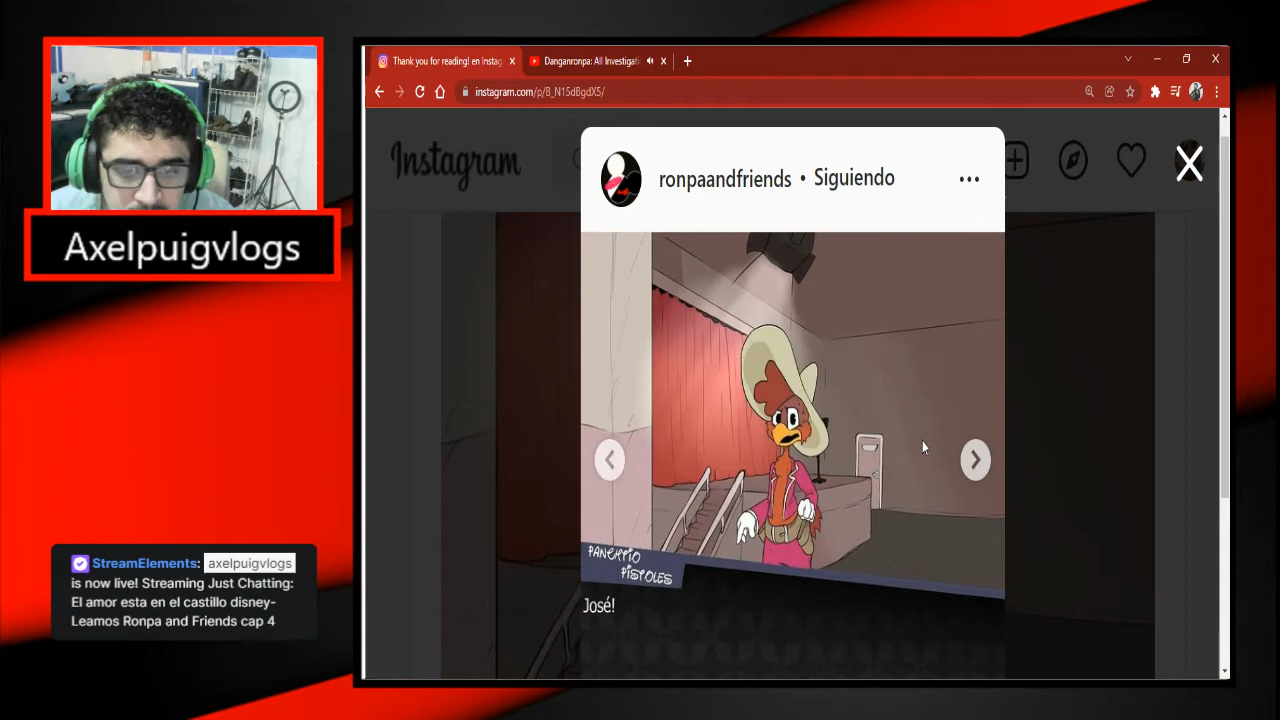 Thank you for reading! en Instag
Danganronpa: All Investigati
instagram.com/p/B_N15dBgdX5/
Instagram
ronpaandfriends • Siguiendo
Axelpuigvlogs
PANCHITO
PISTOLES
José!
StreamElements: axelpuigvlogs
is now live! Streaming Just Chatting:
El amor esta en el castillo disney-
Leamos Ronpa and Friends cap 4